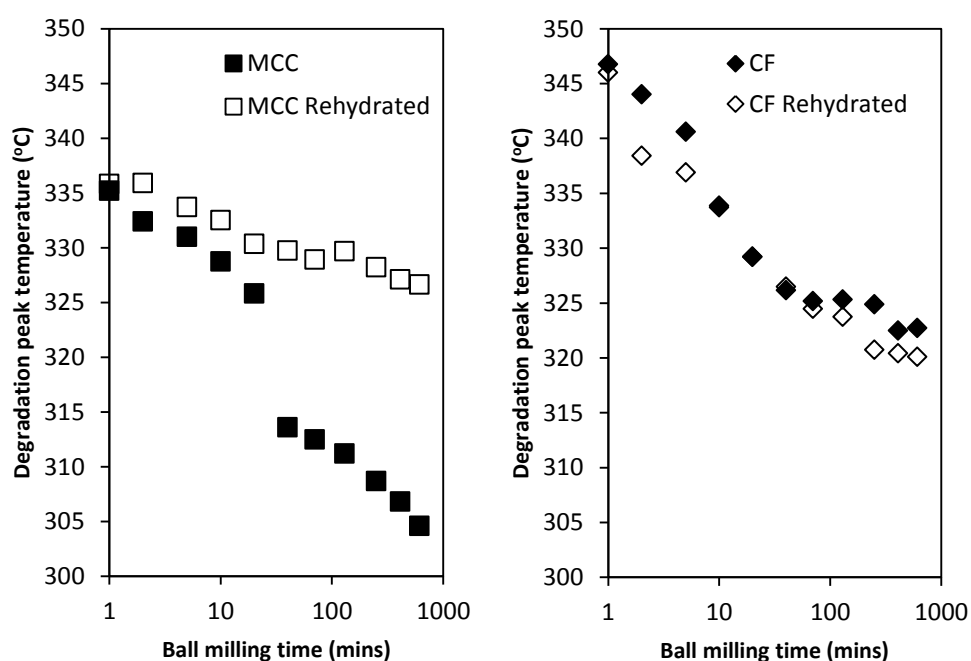 350
345
340
335
330
325
320
315
310
305
300
Degradation peak temperature (ºC)
MCC
MCC Rehydrated
1 10 100 1000
Ball milling time (mins)
350
345
340
335
330
325
320
315
310
305
300
Degradation peak temperature (ºC)
CF
CF Rehydrated
1 10 100 1000
Ball milling time (mins)